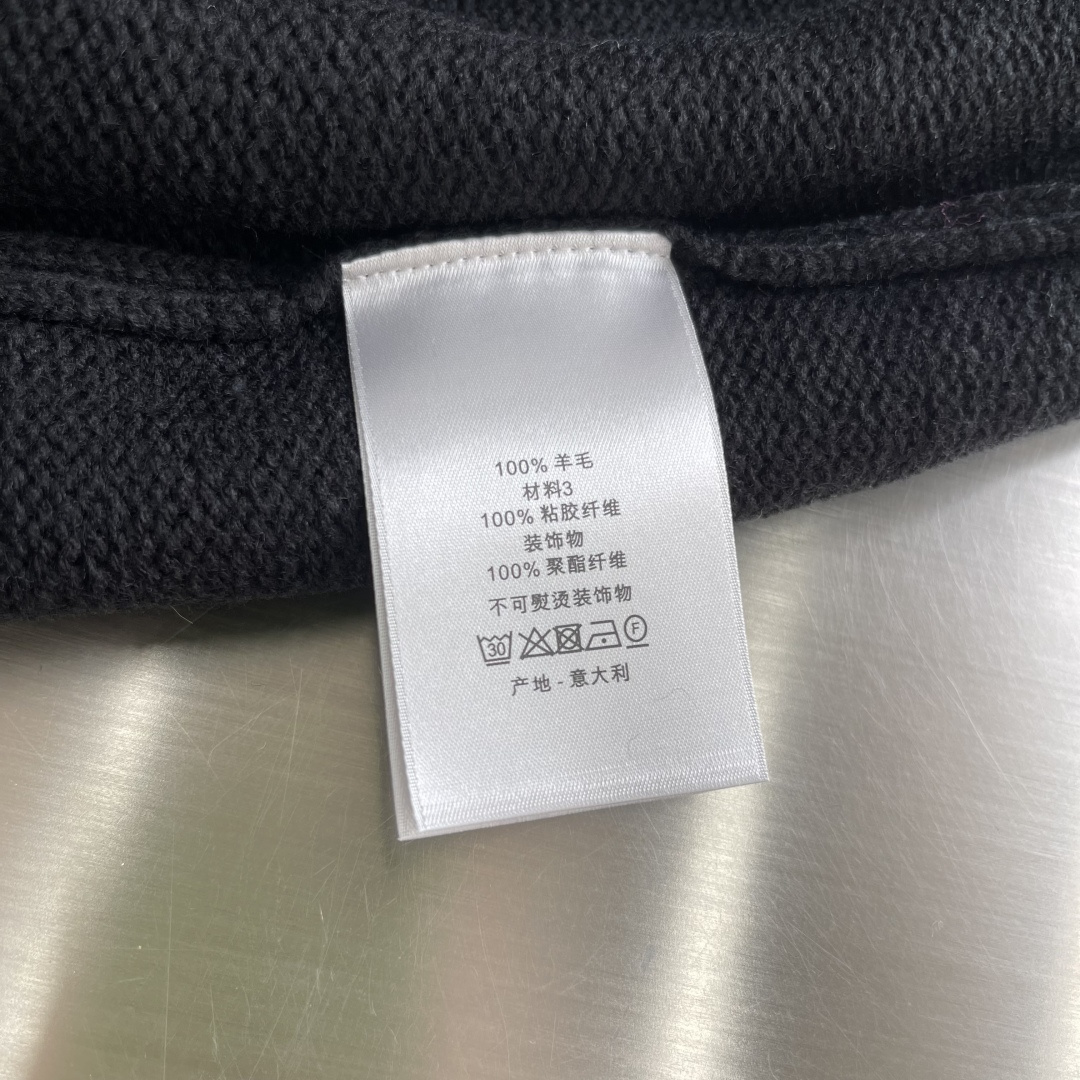 100% 羊毛
材料3
100% 粘胶纤维
装饰物
100% 聚酯纤维
不可熨烫装饰物
30 F
产地 - 意大利